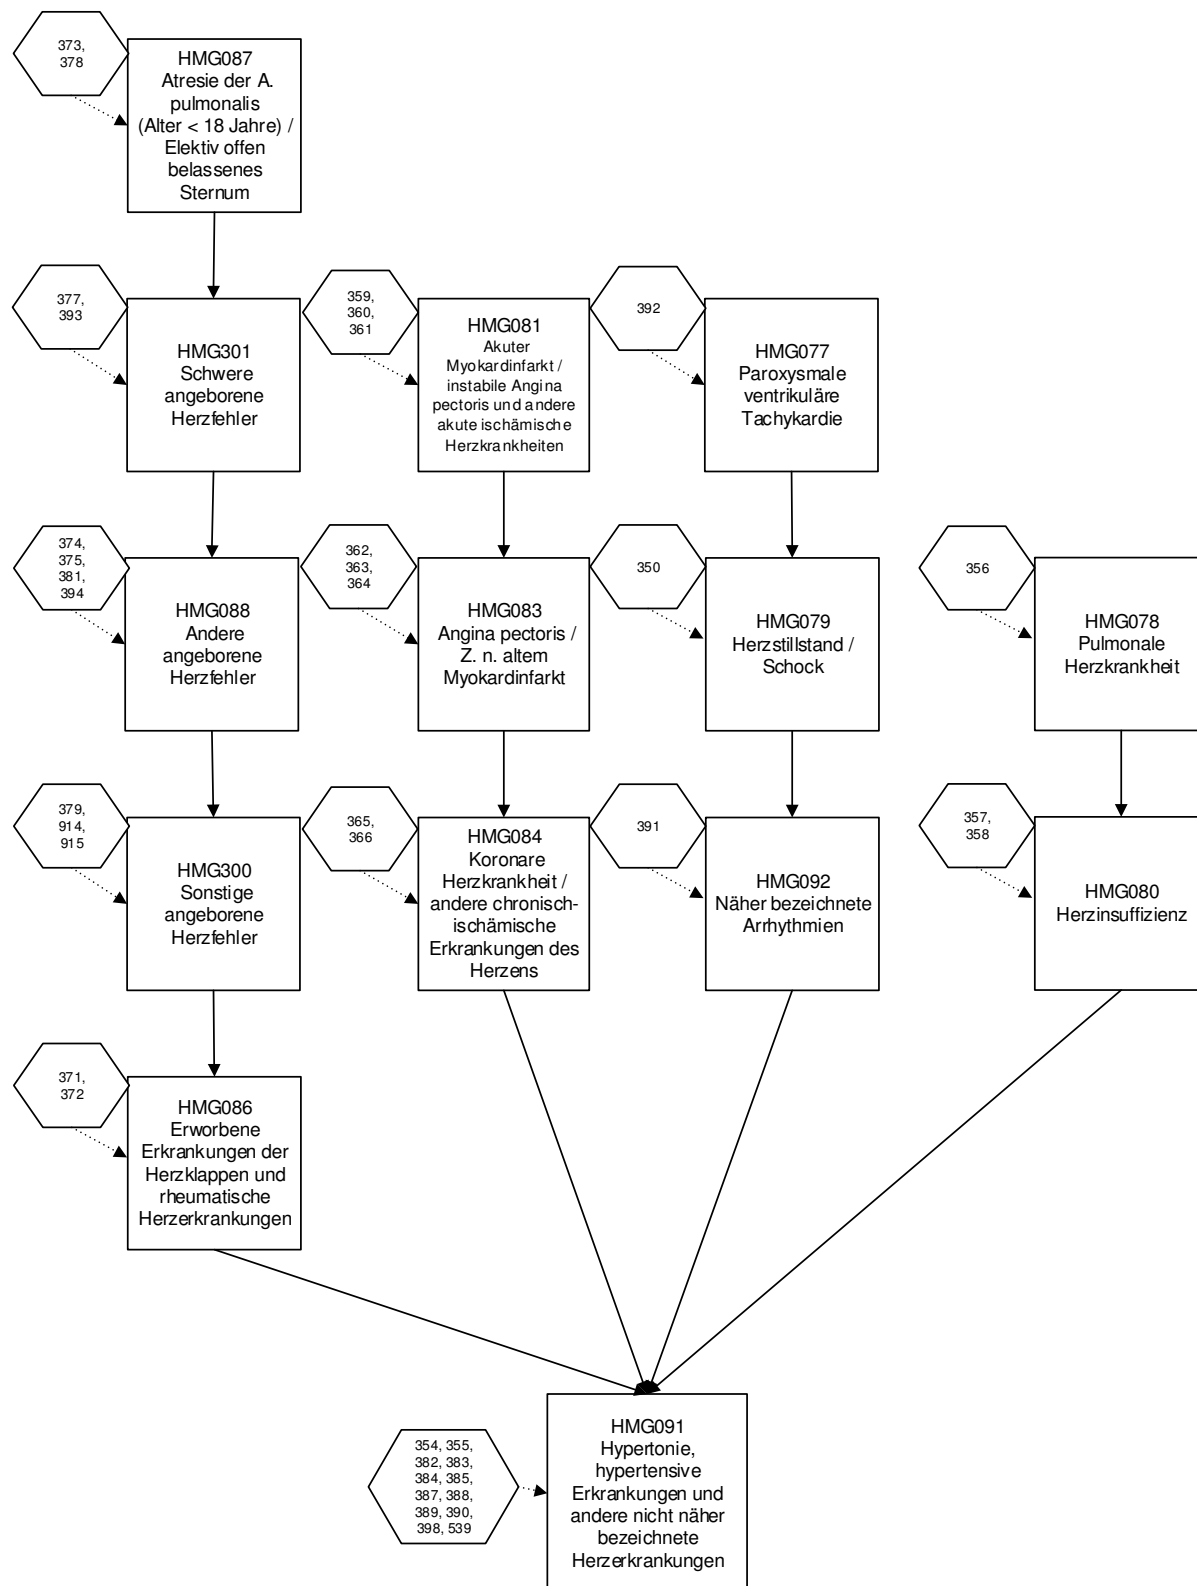 373,
378
HMG087
Atresie der A.
pulmonalis
(Alter < 18 Jahre) /
Elektiv offen
belassenes
Sternum
377,
393
HMG301
Schwere
angeborene
Herzfehler
359,
360,
361
HMG081
Akuter
Myokardinfarkt /
instabile Angina
pectoris und andere
akute ischämische
Herzkrankheiten
392
HMG077
Paroxysmale
ventrikuläre
Tachykardie
374,
375,
381,
394
HMG088
Andere
angeborene
Herzfehler
362,
363,
364
HMG083
Angina pectoris /
Z. n. altem
Myokardinfarkt
350
HMG079
Herzstillstand /
Schock
356
HMG078
Pulmonale
Herzkrankheit
379,
914,
915
HMG300
Sonstige
angeborene
Herzfehler
365,
366
HMG084
Koronare
Herzkrankheit /
andere chronisch-
ischämische
Erkrankungen des
Herzens
391
HMG092
Näher bezeichnete
Arrhythmien
357,
358
HMG080
Herzinsuffizienz
371,
372
HMG086
Erworbene
Erkrankungen der
Herzklappen und
rheumatische
Herzerkrankungen
354, 355,
382, 383,
384, 385,
387, 388,
389, 390,
398, 539
HMG091
Hypertonie,
hypertensive
Erkrankungen und
andere nicht näher
bezeichnete
Herzerkrankungen